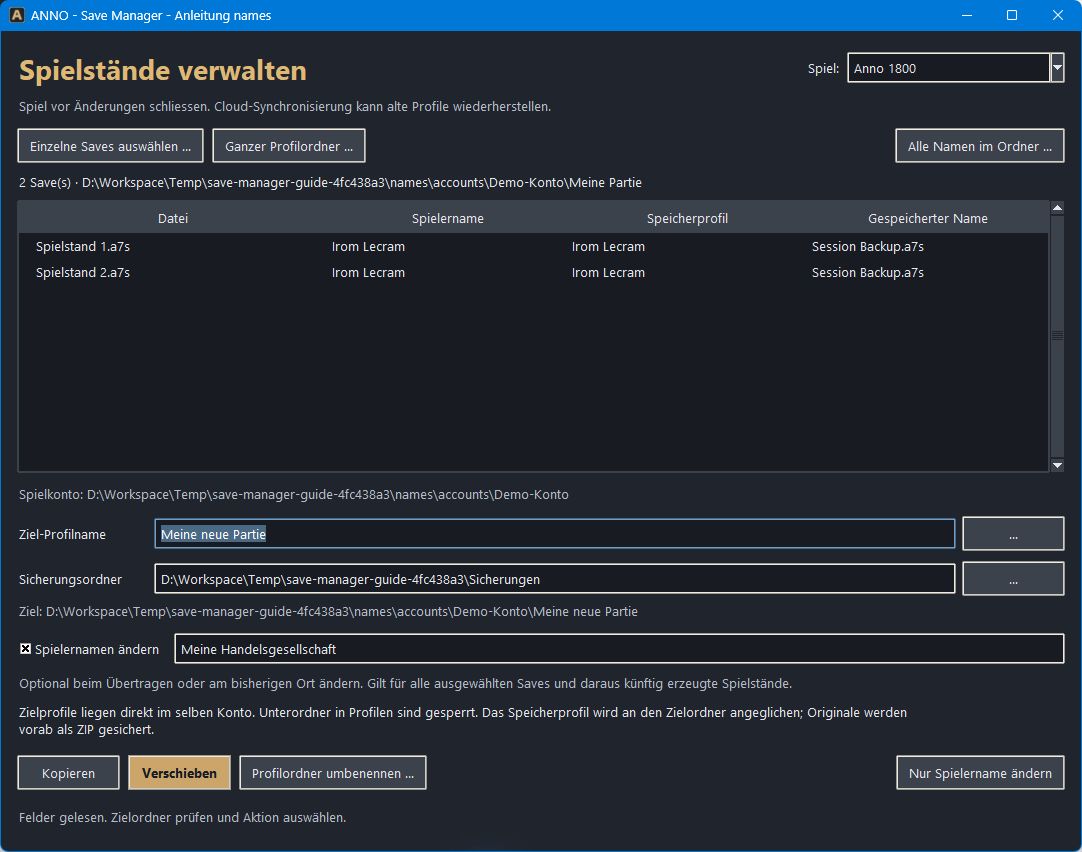 ANNO - Save Manager - Anleitung names
Spielstände verwalten
Spiel: Anno 1800
Spiel vor Änderungen schliessen. Cloud-Synchronisierung kann alte Profile wiederherstellen.
Einzelne Saves auswählen ... Ganzer Profilordner ... Alle Namen im Ordner ...
2 Save(s) · D:\Workspace\Temp\save-manager-guide-4fc438a3\names\accounts\Demo-Konto\Meine Partie
Datei Spielername Speicherprofil Gespeicherter Name
Spielstand 1.a7s Irom Lecram Irom Lecram Session Backup.a7s
Spielstand 2.a7s Irom Lecram Irom Lecram Session Backup.a7s
Spielkonto: D:\Workspace\Temp\save-manager-guide-4fc438a3\names\accounts\Demo-Konto
Ziel-Profilname Meine neue Partie ...
Sicherungsordner D:\Workspace\Temp\save-manager-guide-4fc438a3\Sicherungen ...
Ziel: D:\Workspace\Temp\save-manager-guide-4fc438a3\names\accounts\Demo-Konto\Meine neue Partie
Spielernamen ändern Meine Handelsgesellschaft
Optional beim Übertragen oder am bisherigen Ort ändern. Gilt für alle ausgewählten Saves und daraus künftig erzeugte Spielstände.
Zielprofile liegen direkt im selben Konto. Unterordner in Profilen sind gesperrt. Das Speicherprofil wird an den Zielordner angeglichen; Originale werden
vorab als ZIP gesichert.
Kopieren Verschieben Profilordner umbenennen ... Nur Spielername ändern
Felder gelesen. Zielordner prüfen und Aktion auswählen.